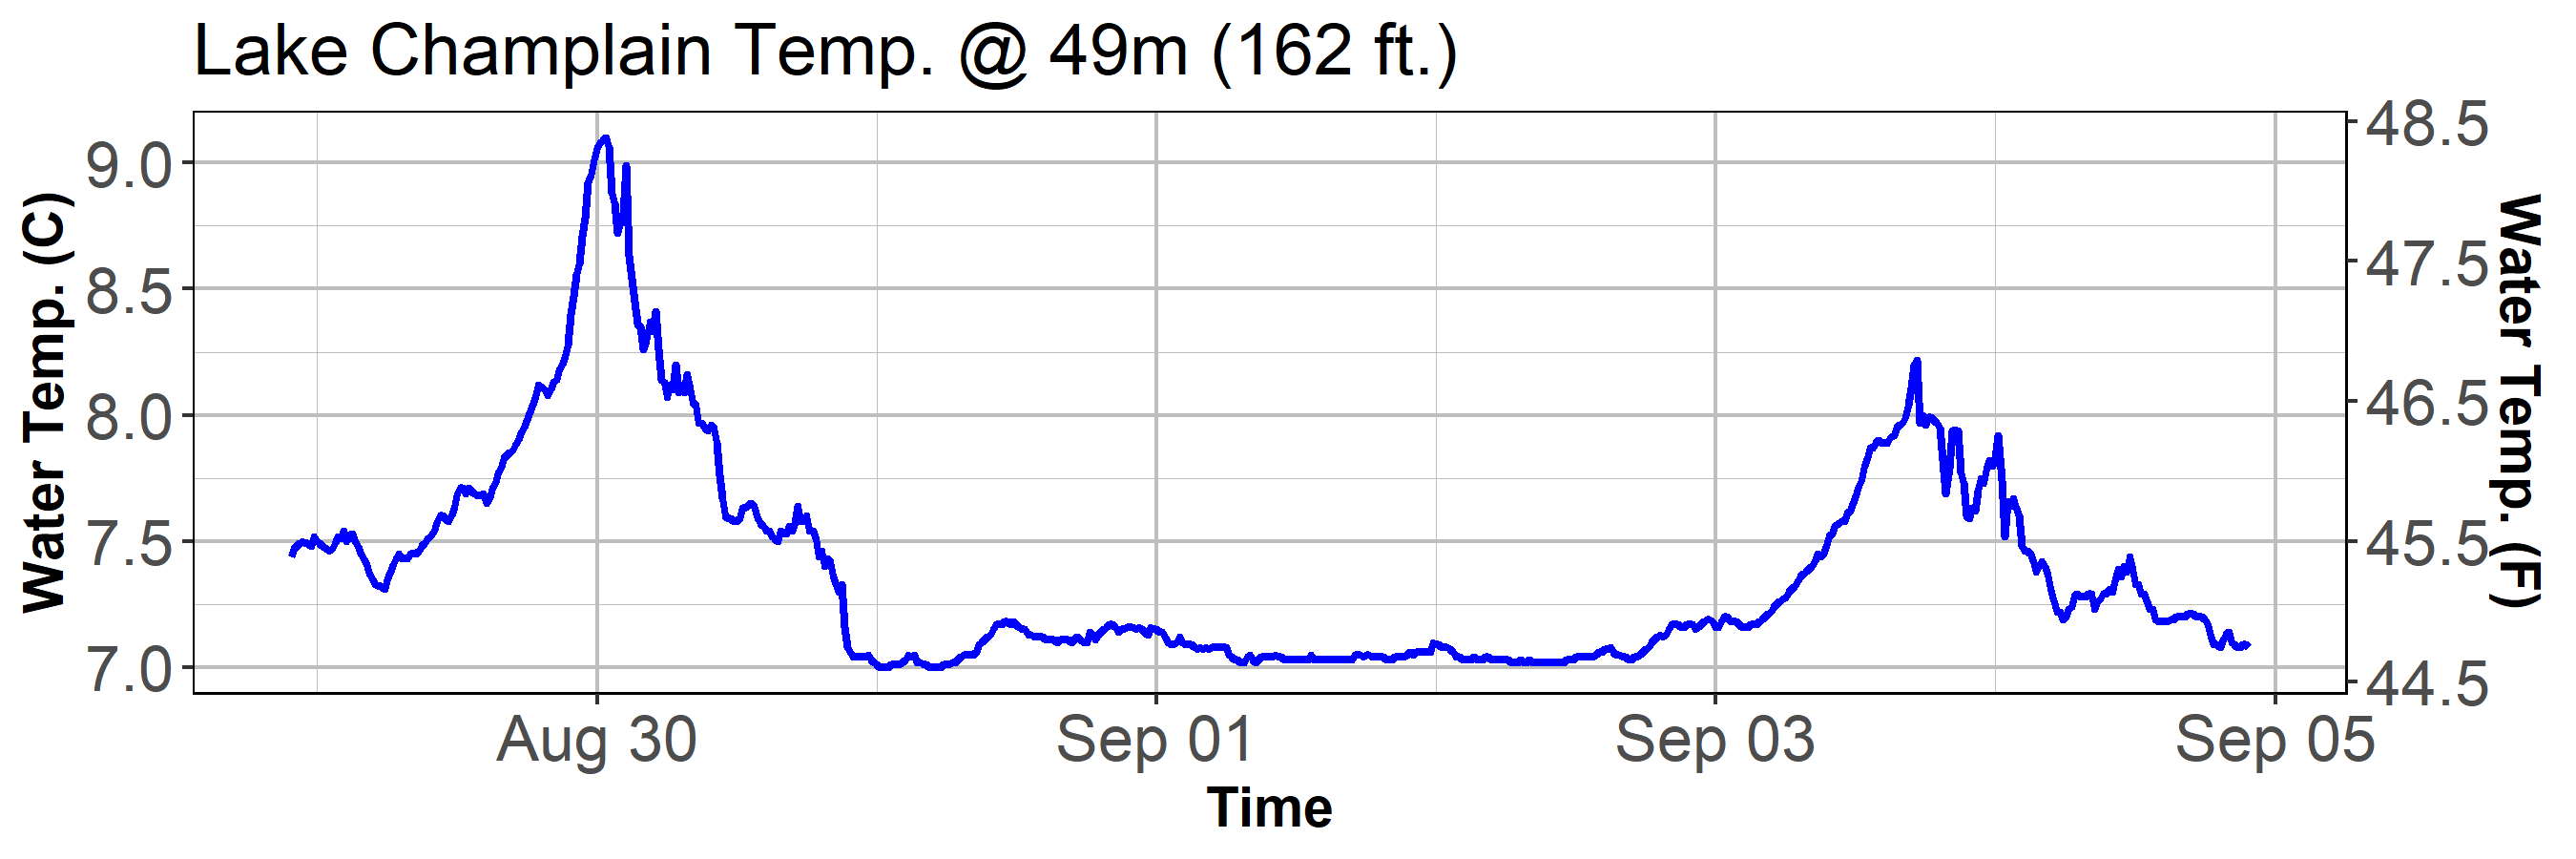 Lake Champlain Temp. @ 49m (162 ft.)
Water Temp. (C)
9.0
8.5
8.0
7.5
7.0
48.5
47.5
46.5
45.5
44.5
Water Temp. (F)
Aug 30
Sep 01
Sep 03
Sep 05
Time